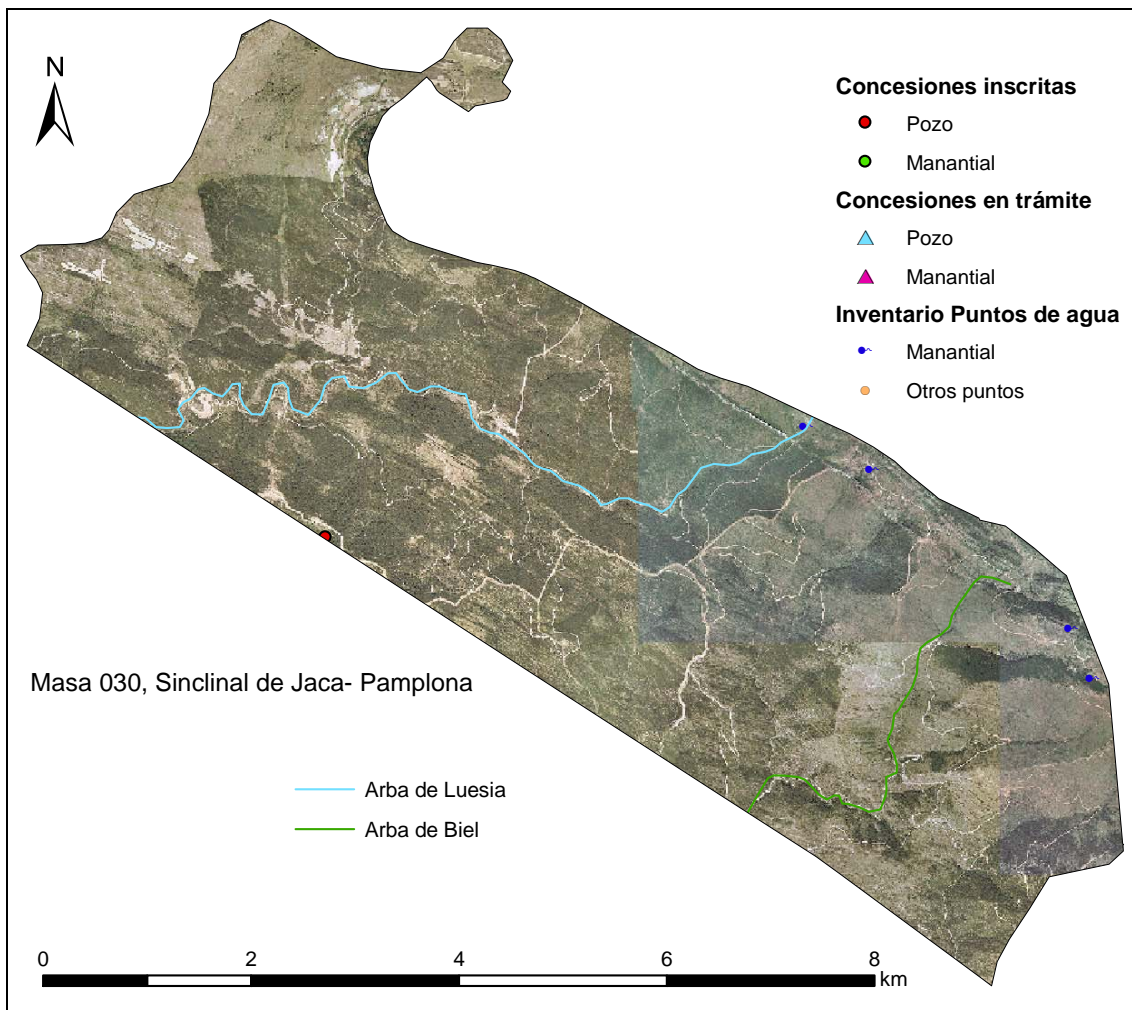 N
Concesiones inscritas
Pozo
Manantial
Concesiones en trámite
Pozo
Manantial
Inventario Puntos de agua
Manantial
Otros puntos
Masa 030, Sinclinal de Jaca- Pamplona
Arba de Luesia
Arba de Biel
0 2 4 6 8 km